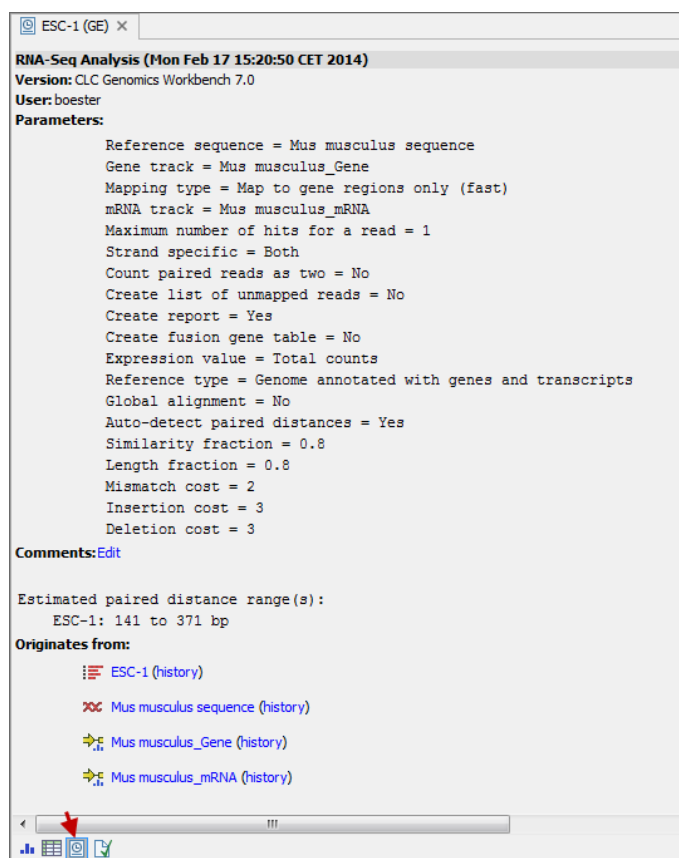 ESC-1 (GE)
RNA-Seq Analysis (Mon Feb 17 15:20:50 CET 2014)
Version: CLC Genomics Workbench 7.0
User: boester
Parameters:
Reference sequence = Mus musculus sequence
Gene track = Mus musculus_Gene
Mapping type = Map to gene regions only (fast)
mRNA track = Mus musculus_mRNA
Maximum number of hits for a read = 1
Strand specific = Both
Count paired reads as two = No
Create list of unmapped reads = No
Create report = Yes
Create fusion gene table = No
Expression value = Total counts
Reference type = Genome annotated with genes and transcripts
Global alignment = No
Auto-detect paired distances = Yes
Similarity fraction = 0.8
Length fraction = 0.8
Mismatch cost = 2
Insertion cost = 3
Deletion cost = 3
Comments: Edit
Estimated paired distance range(s):
ESC-1: 141 to 371 bp
Originates from:
ESC-1 (history)
Mus musculus sequence (history)
Mus musculus_Gene (history)
Mus musculus_mRNA (history)